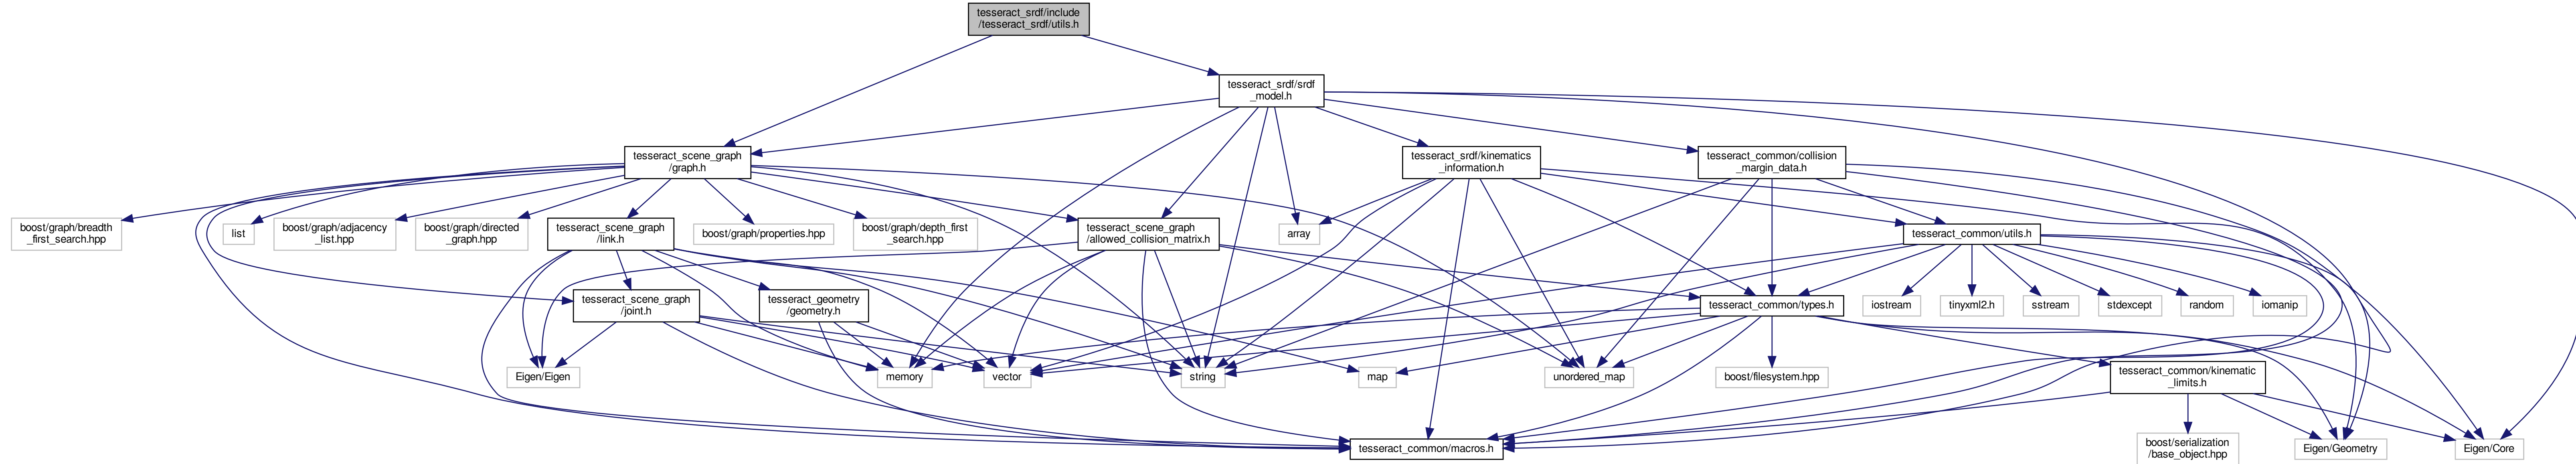 tesseract_srdf/include
/tesseract_srdf/utils.h
tesseract_srdf/srdf
_model.h
tesseract_scene_graph
/graph.h
tesseract_srdf/kinematics
_information.h
tesseract_common/collision
_margin_data.h
boost/graph/breadth
_first_search.hpp
list
boost/graph/adjacency
_list.hpp
boost/graph/directed
_graph.hpp
tesseract_scene_graph
/link.h
boost/graph/properties.hpp
boost/graph/depth_first
_search.hpp
tesseract_scene_graph
/allowed_collision_matrix.h
array
tesseract_common/utils.h
tesseract_scene_graph
/joint.h
tesseract_geometry
/geometry.h
tesseract_common/types.h
iostream
tinyxml2.h
sstream
stdexcept
random
iomanip
Eigen/Eigen
memory
vector
string
map
unordered_map
boost/filesystem.hpp
tesseract_common/kinematic
_limits.h
tesseract_common/macros.h
boost/serialization
/base_object.hpp
Eigen/Geometry
Eigen/Core